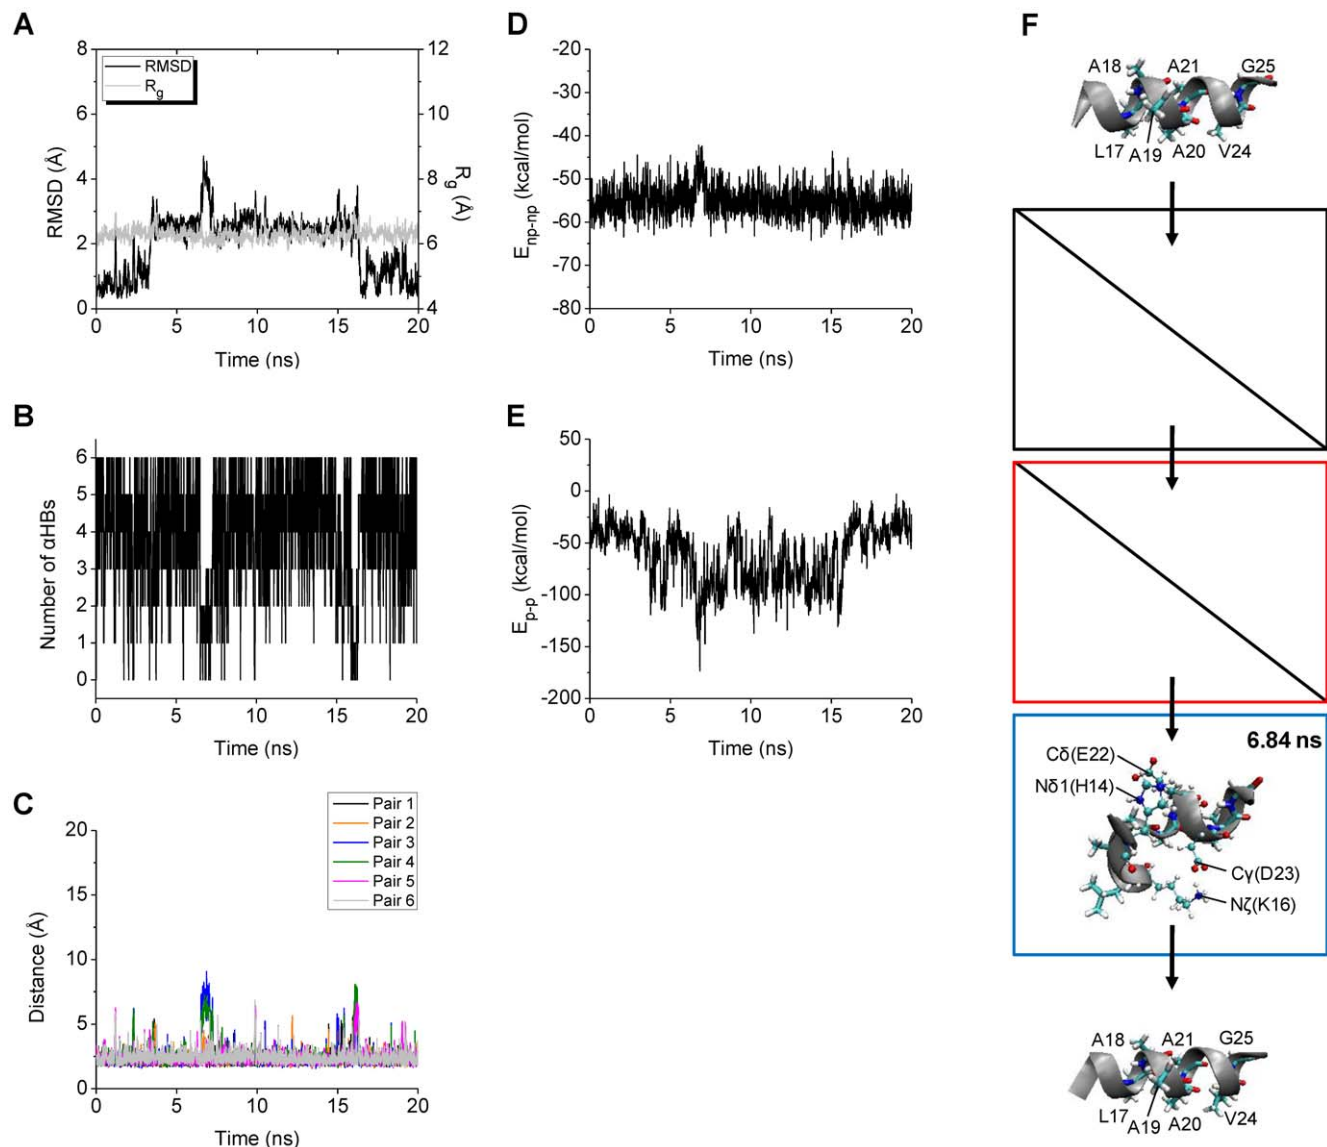 A
RMSD
Rg
RMSD (Å)
8
6
4
2
0
12
10
8
6
4
Rg (Å)
0 5 10 15 20
Time (ns)
D
Enp-np (kcal/mol)
-20
-30
-40
-50
-60
-70
-80
0 5 10 15 20
Time (ns)
B
Number of αHBs
6
5
4
3
2
1
0
0 5 10 15 20
Time (ns)
E
Ep-p (kcal/mol)
50
0
-50
-100
-150
-200
0 5 10 15 20
Time (ns)
C
Pair 1
Pair 2
Pair 3
Pair 4
Pair 5
Pair 6
Distance (Å)
20
15
10
5
0
0 5 10 15 20
Time (ns)
F
A18 A21 G25
L17 A19 A20 V24
6.84 ns
Cδ(E22)
Nδ1(H14)
Cγ(D23)
Nζ(K16)
A18 A21 G25
L17 A19 A20 V24